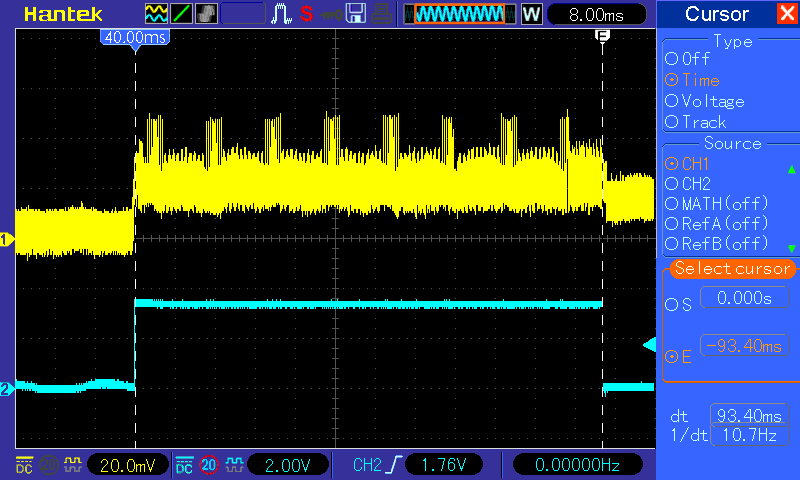 Hantek S W 8.00ms
40.00ms
E
1
2
DC 20 20.0mV DC 20 2.00V CH2 1.76V 0.00000Hz
Cursor
Type
Off
Time
Voltage
Track
Source
CH1
CH2
MATH(off)
RefA(off)
RefB(off)
Select cursor
S 0.000s
E -93.40ms
dt 93.40ms
1/dt 10.7Hz